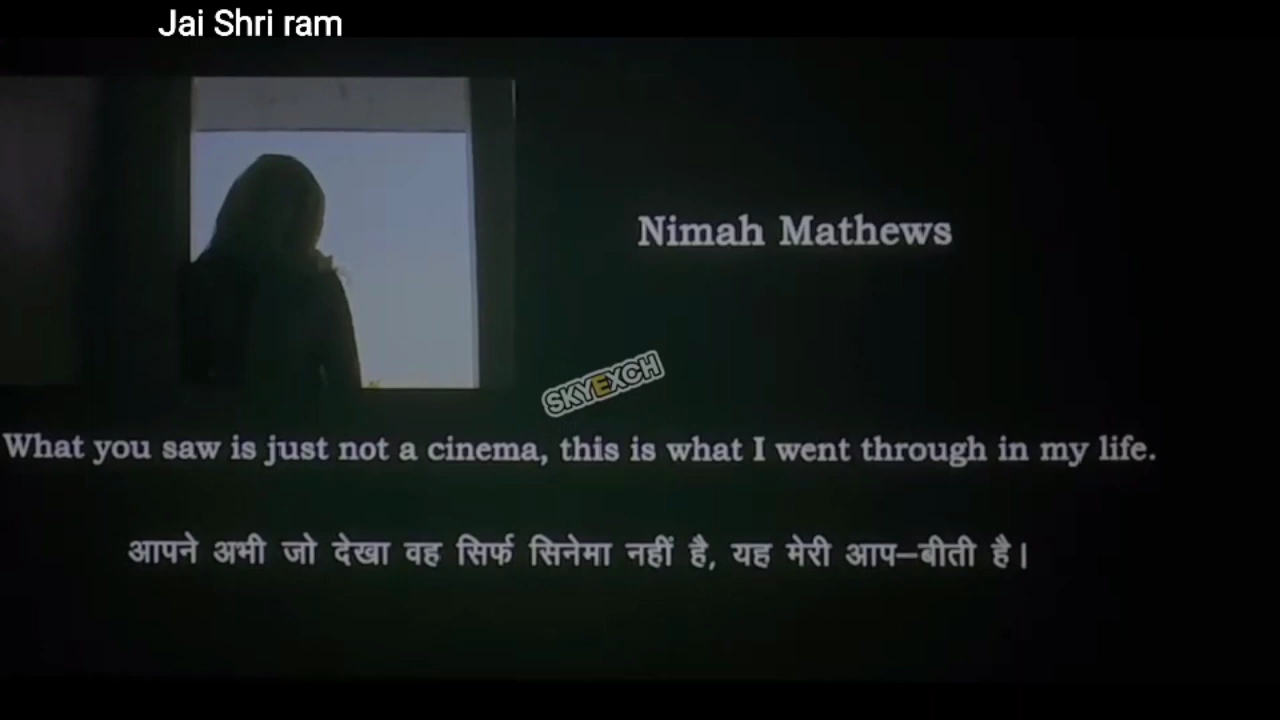 Jai Shri ram
Nimah Mathews
SKYEXCH
What you saw is just not a cinema, this is what I went through in my life.
आपने अभी जो देखा वह सिर्फ सिनेमा नहीं है, यह मेरी आप–बीती है|